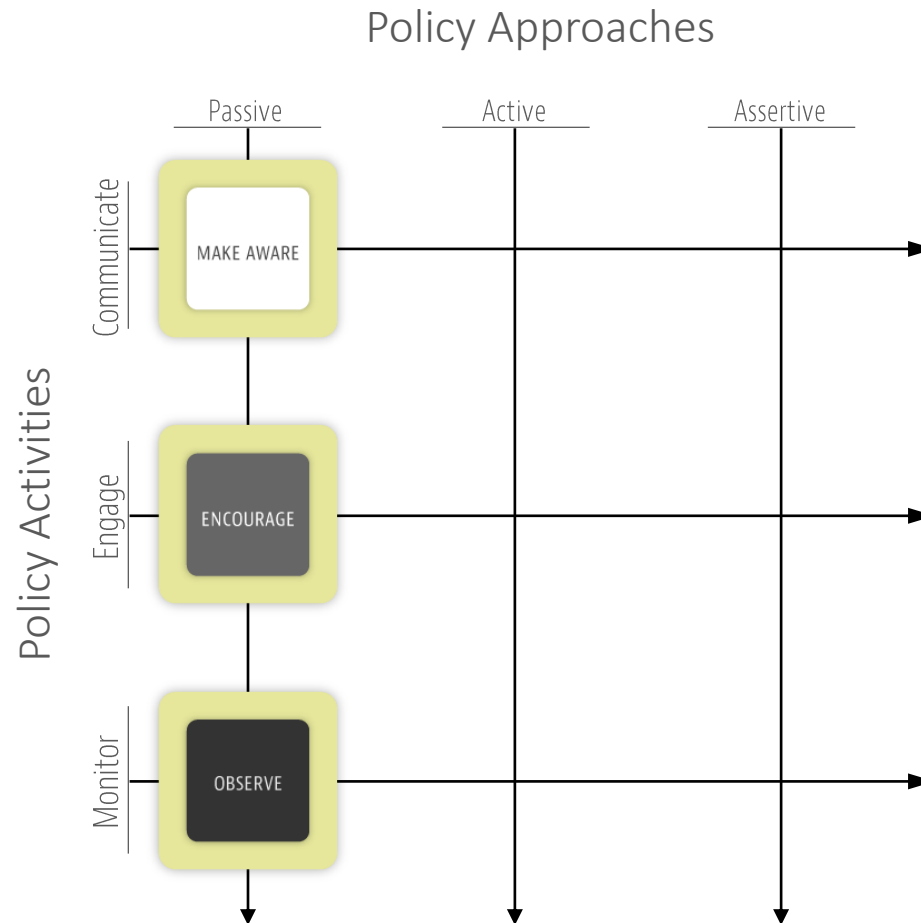 Policy Approaches
Passive
Active
Assertive
Policy Activities
Communicate
MAKE AWARE
Engage
ENCOURAGE
Monitor
OBSERVE